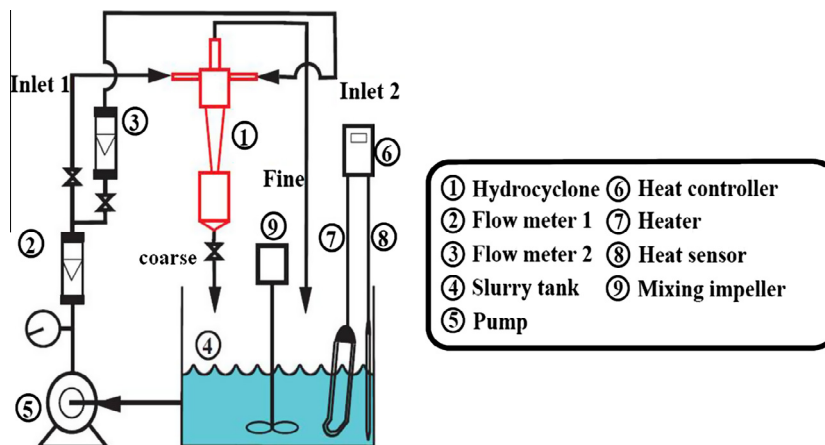 Inlet 1
Inlet 2
③
①
⑥
Fine
②
⑨
⑦
⑧
coarse
④
⑤
① Hydrocyclone ⑥ Heat controller
② Flow meter 1 ⑦ Heater
③ Flow meter 2 ⑧ Heat sensor
④ Slurry tank ⑨ Mixing impeller
⑤ Pump